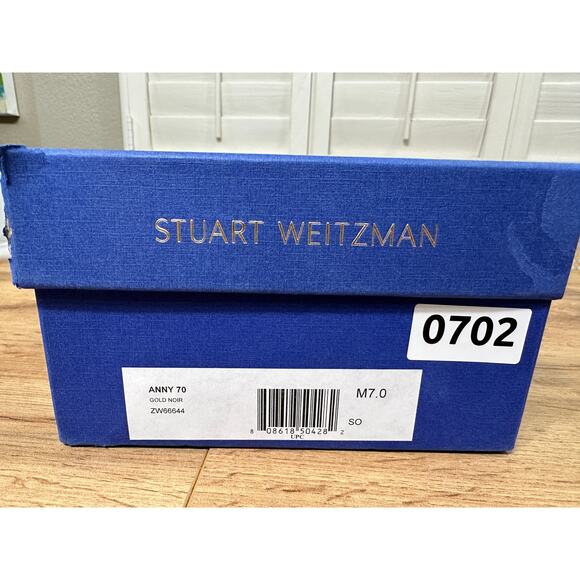 STUART WEITZMAN
0702
ANNY 70
GOLD NOIR
ZW66644
M7.0
SO
8 08618 50428 2
UPC